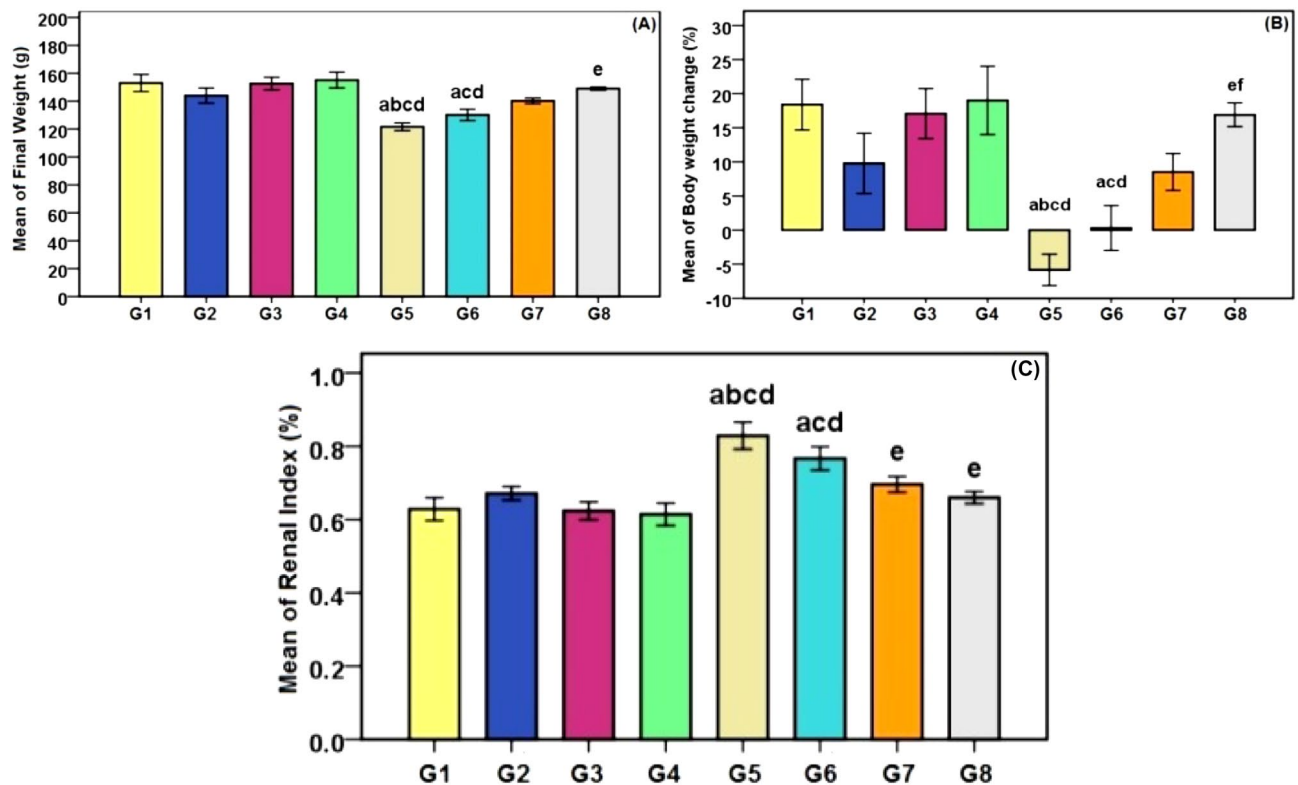 (A)
Mean of Final Weight (g)
200
180
160
140
120
100
80
60
40
20
0
abcd
acd
e
G1 G2 G3 G4 G5 G6 G7 G8
(B)
Mean of Body weight change (%)
30
25
20
15
10
5
0
-5
-10
abcd
acd
ef
G1 G2 G3 G4 G5 G6 G7 G8
(C)
Mean of Renal Index (%)
1.0
0.8
0.6
0.4
0.2
0.0
abcd
acd
e
e
G1 G2 G3 G4 G5 G6 G7 G8